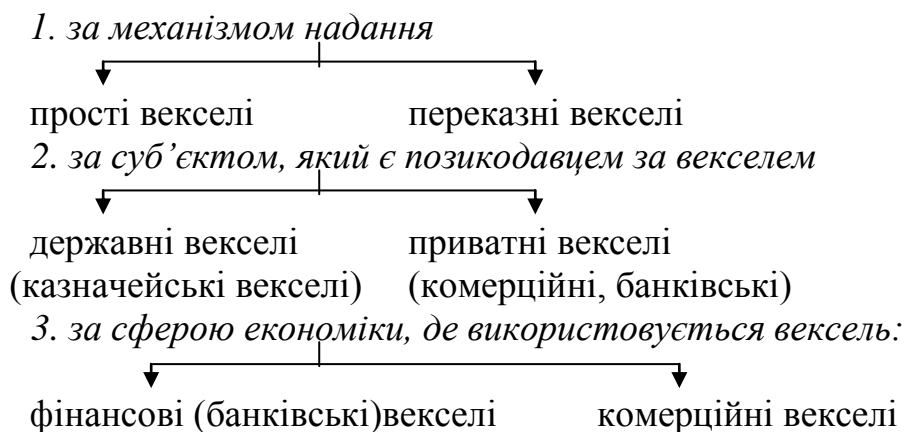 1. за механізмом надання
прості векселі переказні векселі
2. за суб’єктом, який є позикодавцем за векселем
державні векселі приватні векселі
(казначейські векселі) (комерційні, банківські)
3. за сферою економіки, де використовується вексель:
фінансові (банківські)векселі комерційні векселі